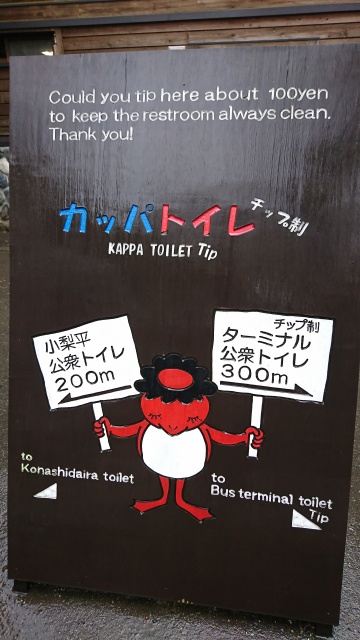 Could you tip here about 100yen
to keep the restroom always clean.
Thank you!
カッパトイレ チップ制
KAPPA TOILET Tip
小梨平
公衆トイレ
200m
チップ制
ターミナル
公衆トイレ
300m
to
Konashidaira toilet
to
Bus terminal toilet
Tip